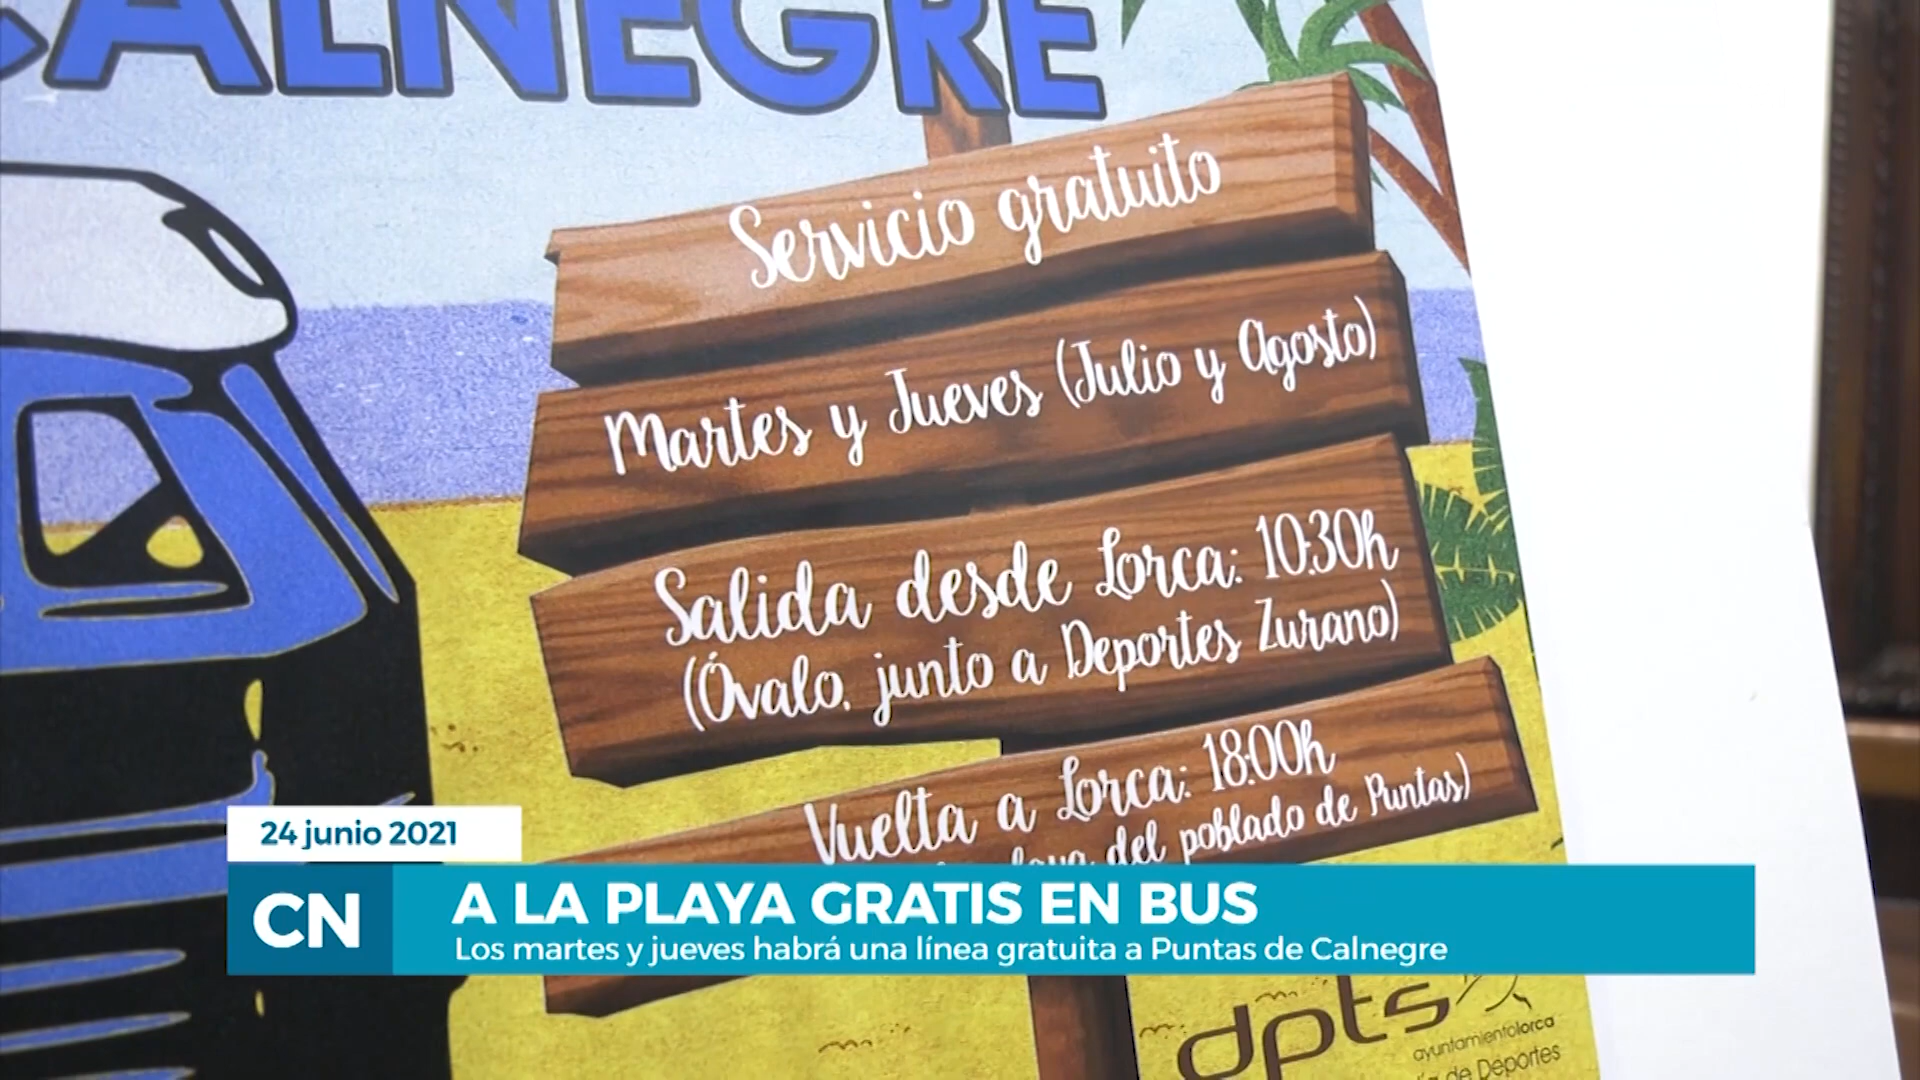 CALNEGRE
Servicio gratuito
Martes y Jueves (Julio y Agosto)
Salida desde Lorca: 10:30h
(Óvalo, junto a Deportes Zurano)
Vuelta a Lorca: 18:00h
del poblado de Puntas)
24 junio 2021
CN
A LA PLAYA GRATIS EN BUS
Los martes y jueves habrá una línea gratuita a Puntas de Calnegre
dpts
ayuntamientolorca
de Deportes